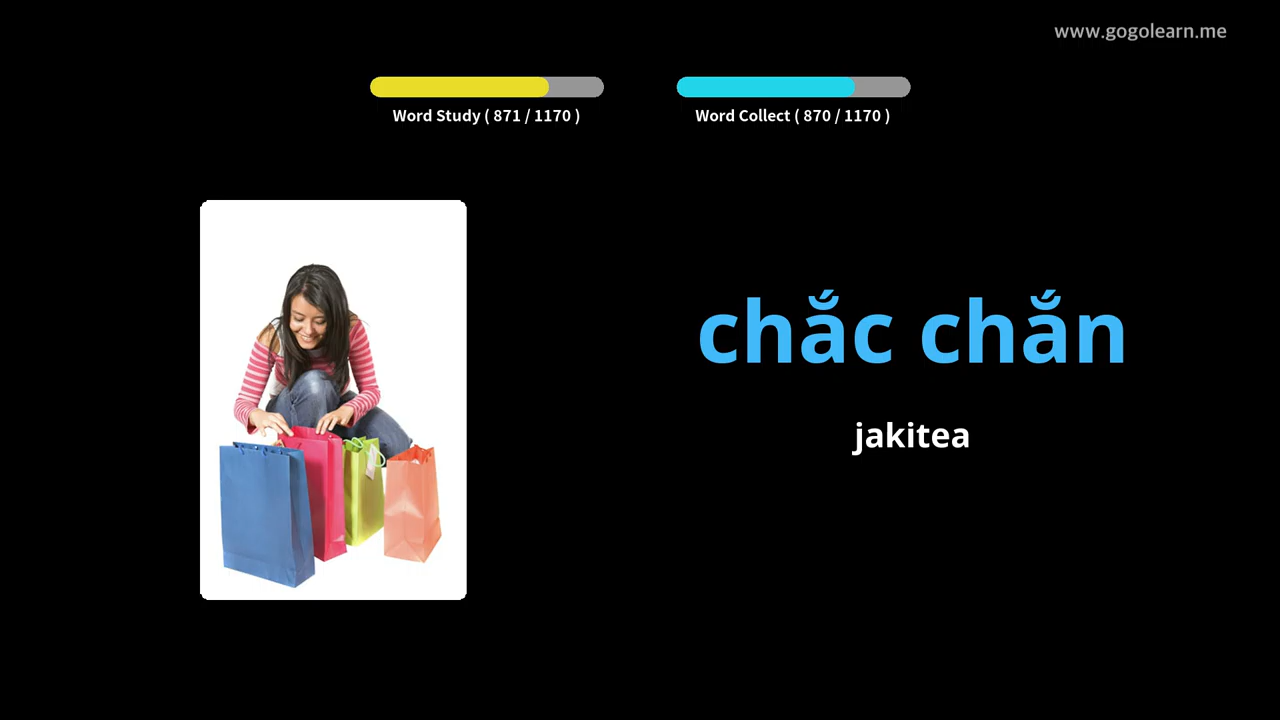 www.gogolearn.me
Word Study ( 871 / 1170 )
Word Collect ( 870 / 1170 )
chắc chắn
jakitea